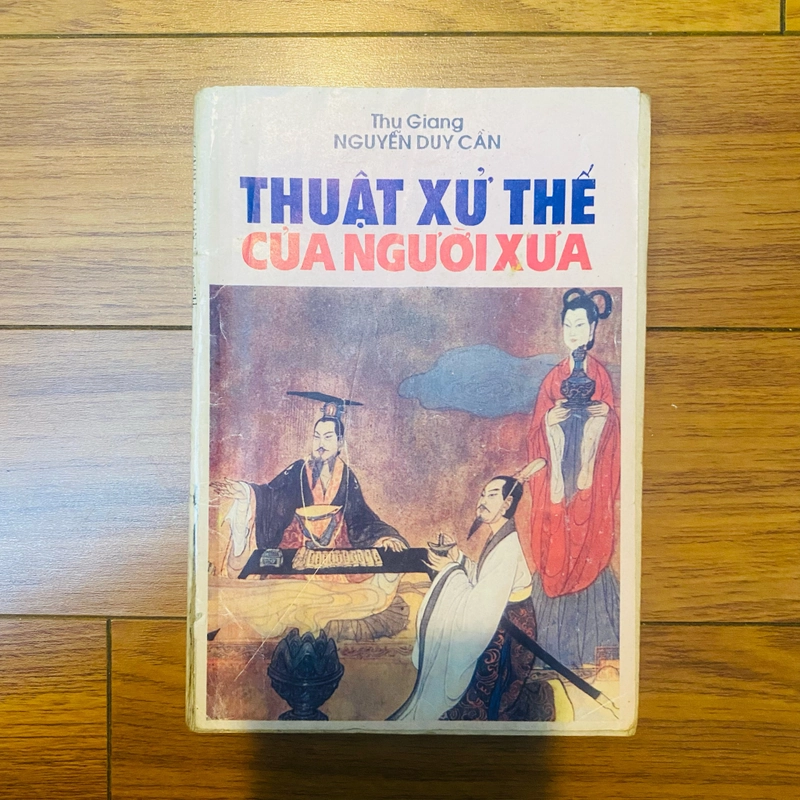 Thu Giang
NGUYỄN DUY CẦN
THUẬT XỬ THẾ
CỦA NGƯỜI XƯA